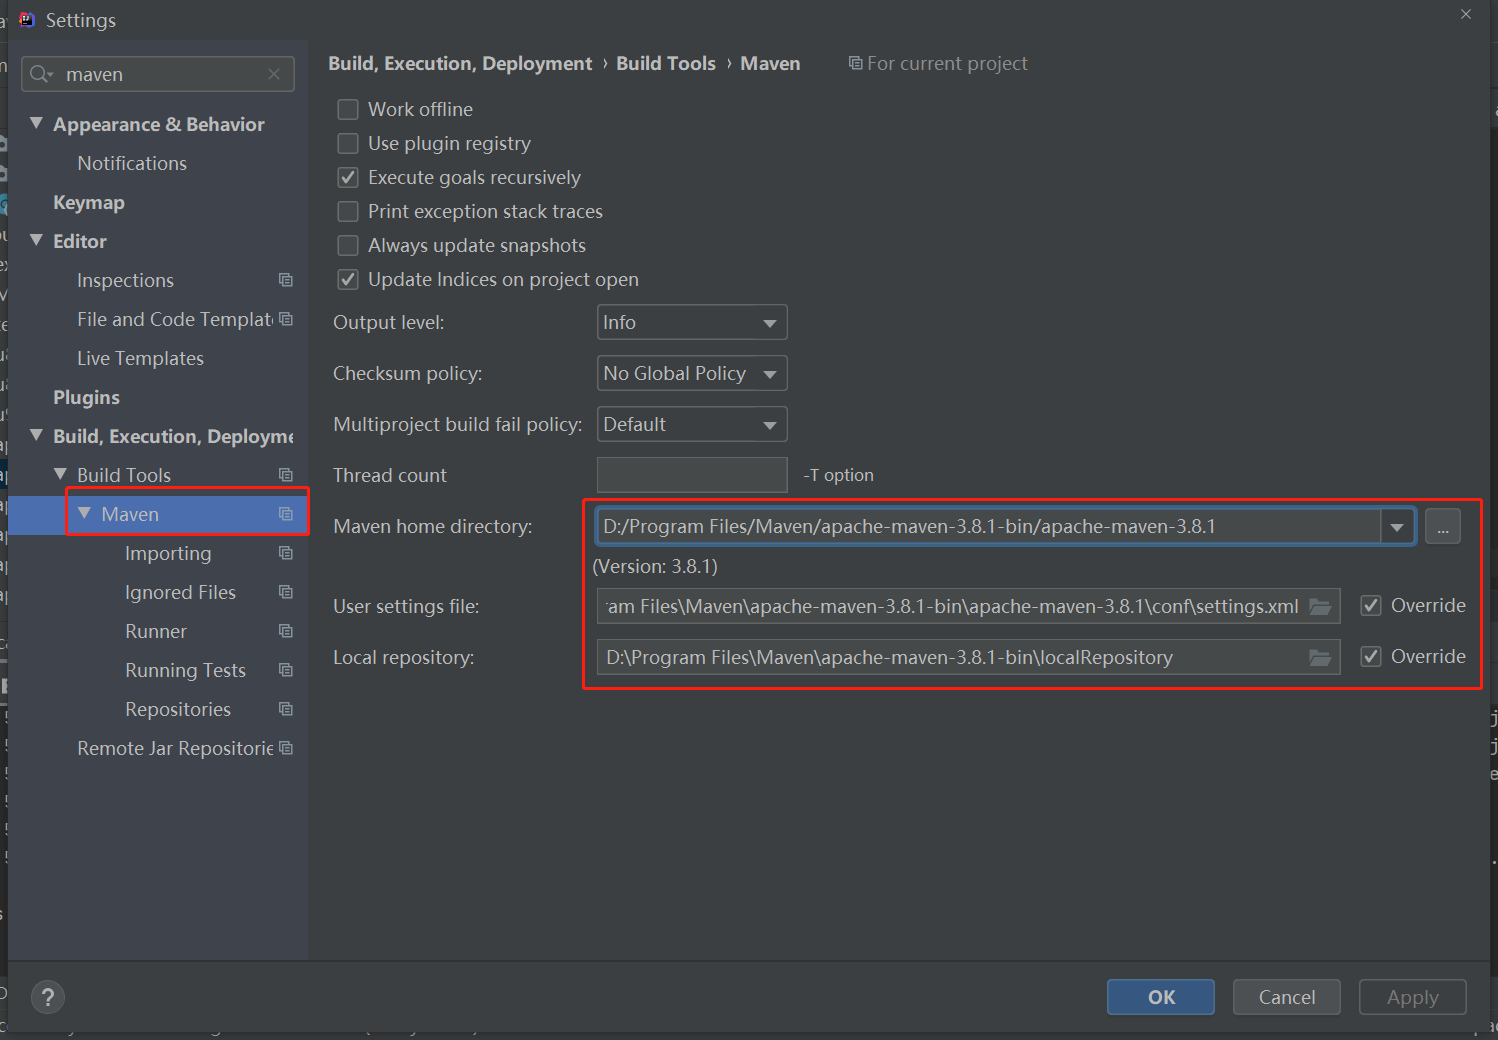 Settings
maven
Appearance & Behavior
Notifications
Keymap
Editor
Inspections
File and Code Templat
Live Templates
Plugins
Build, Execution, Deployme
Build Tools
Maven
Importing
Ignored Files
Runner
Running Tests
Repositories
Remote Jar Repositorie
Build, Execution, Deployment › Build Tools › Maven For current project
Work offline
Use plugin registry
Execute goals recursively
Print exception stack traces
Always update snapshots
Update Indices on project open
Output level: Info
Checksum policy: No Global Policy
Multiproject build fail policy: Default
Thread count -T option
Maven home directory: D:/Program Files/Maven/apache-maven-3.8.1-bin/apache-maven-3.8.1 ...
(Version: 3.8.1)
User settings file: am Files\Maven\apache-maven-3.8.1-bin\apache-maven-3.8.1\conf\settings.xml Override
Local repository: D:\Program Files\Maven\apache-maven-3.8.1-bin\localRepository Override
? OK Cancel Apply